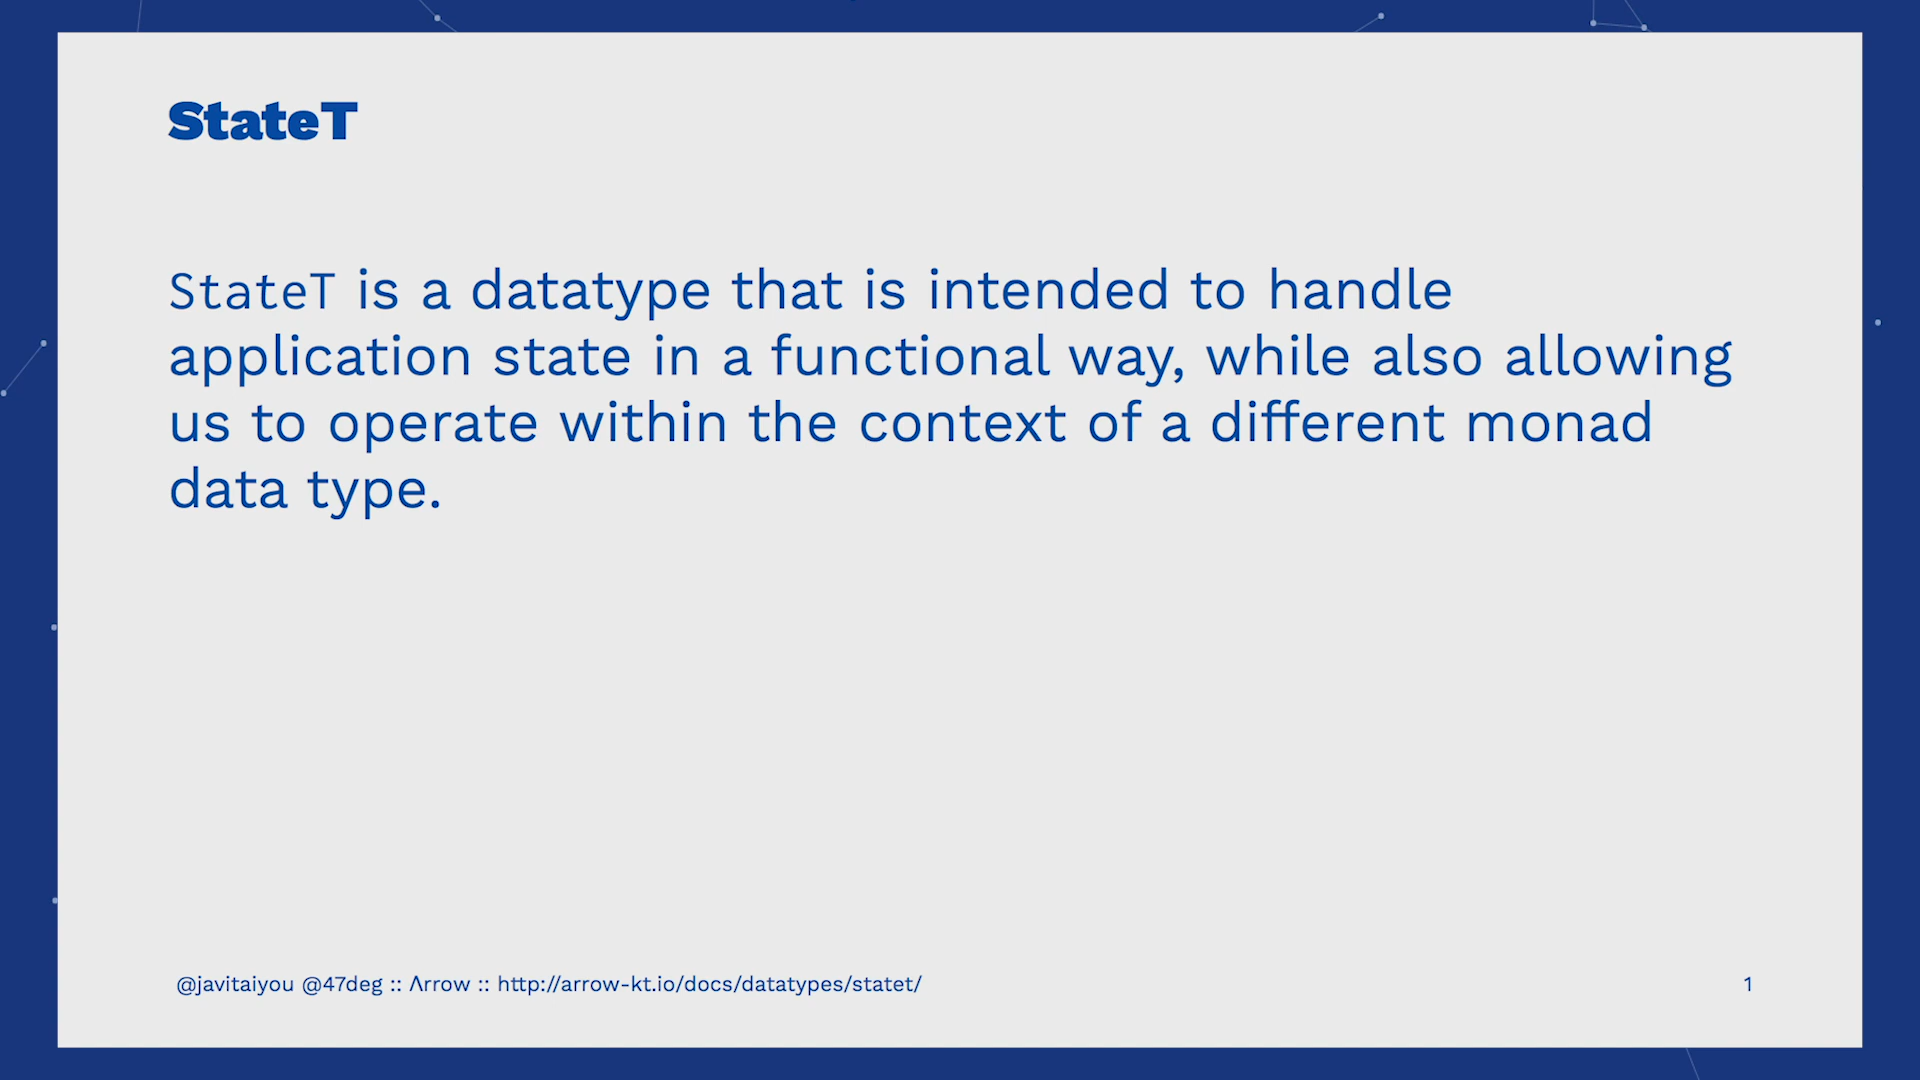 StateT
StateT is a datatype that is intended to handle
application state in a functional way, while also allowing
us to operate within the context of a different monad
data type.
@javitaiyou @47deg :: Λrrow :: http://arrow-kt.io/docs/datatypes/statet/
1